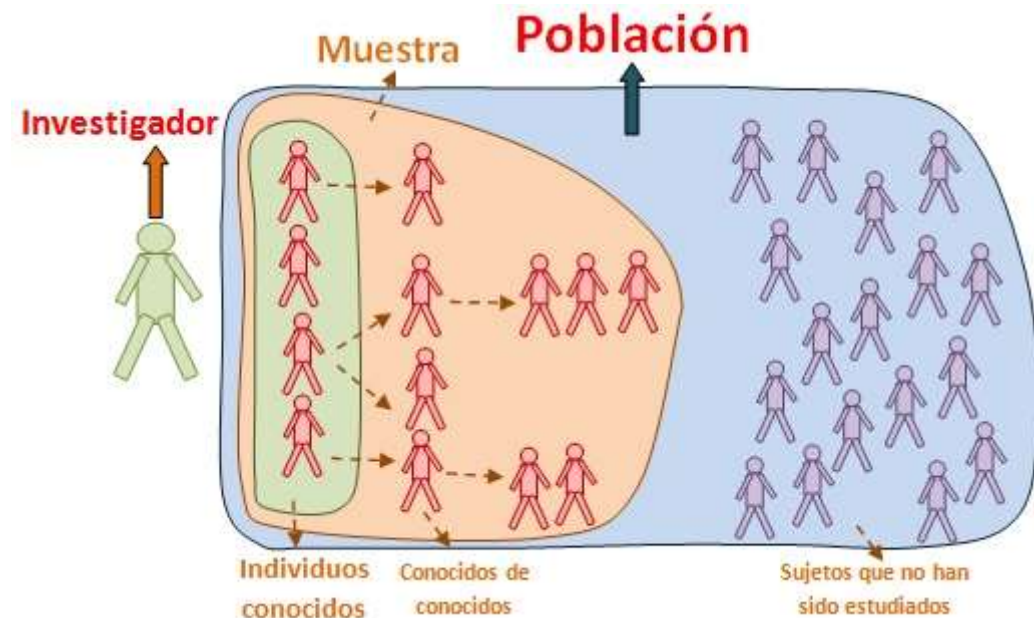 Población
Muestra
Investigador
Individuos
conocidos
Conocidos de
conocidos
Sujetos que no han
sido estudiados